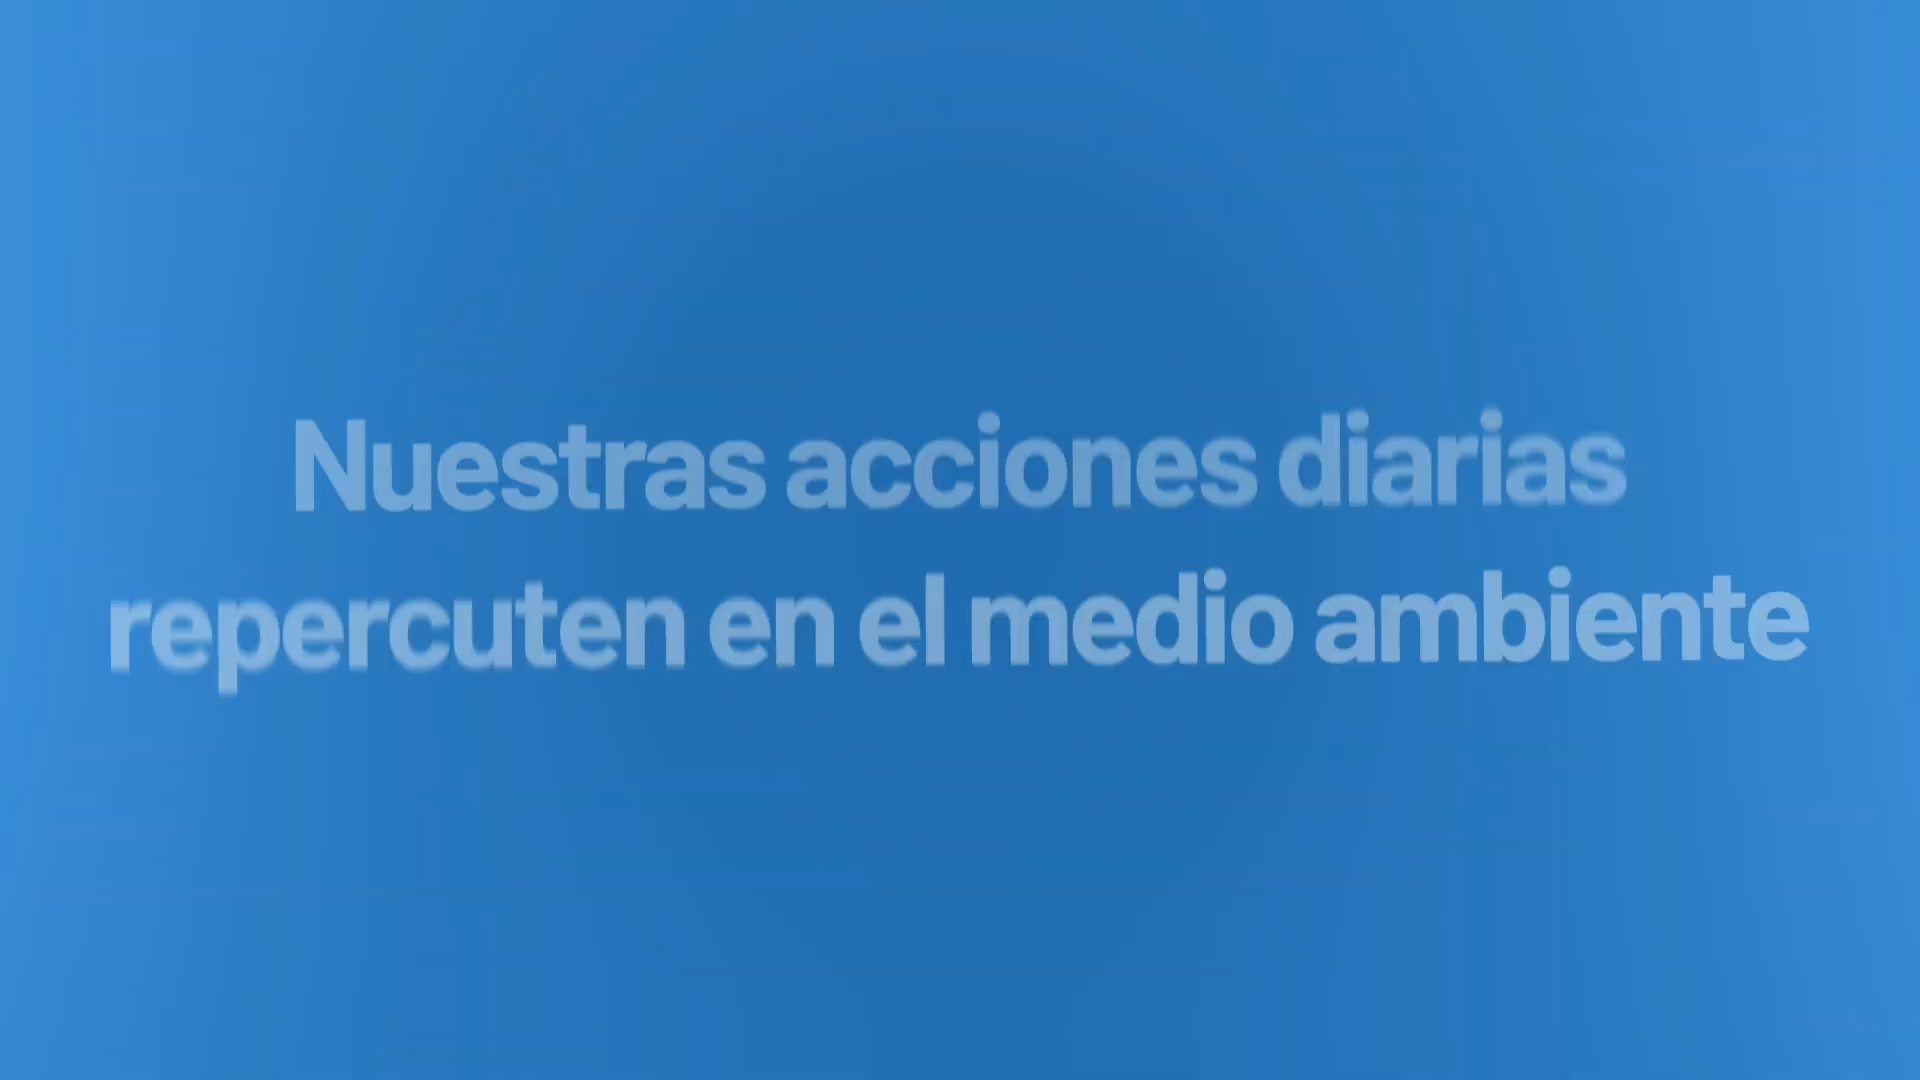 Nuestras acciones diarias
repercuten en el medio ambiente